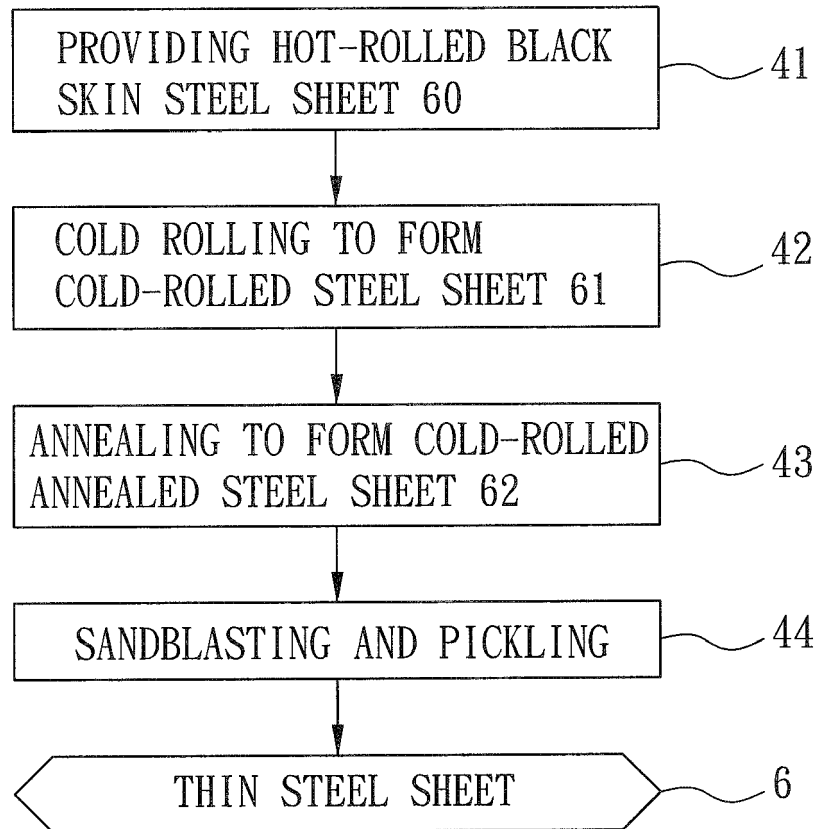 PROVIDING HOT-ROLLED BLACK
SKIN STEEL SHEET 60
41
COLD ROLLING TO FORM
COLD-ROLLED STEEL SHEET 61
42
ANNEALING TO FORM COLD-ROLLED
ANNEALED STEEL SHEET 62
43
SANDBLASTING AND PICKLING
44
THIN STEEL SHEET
6